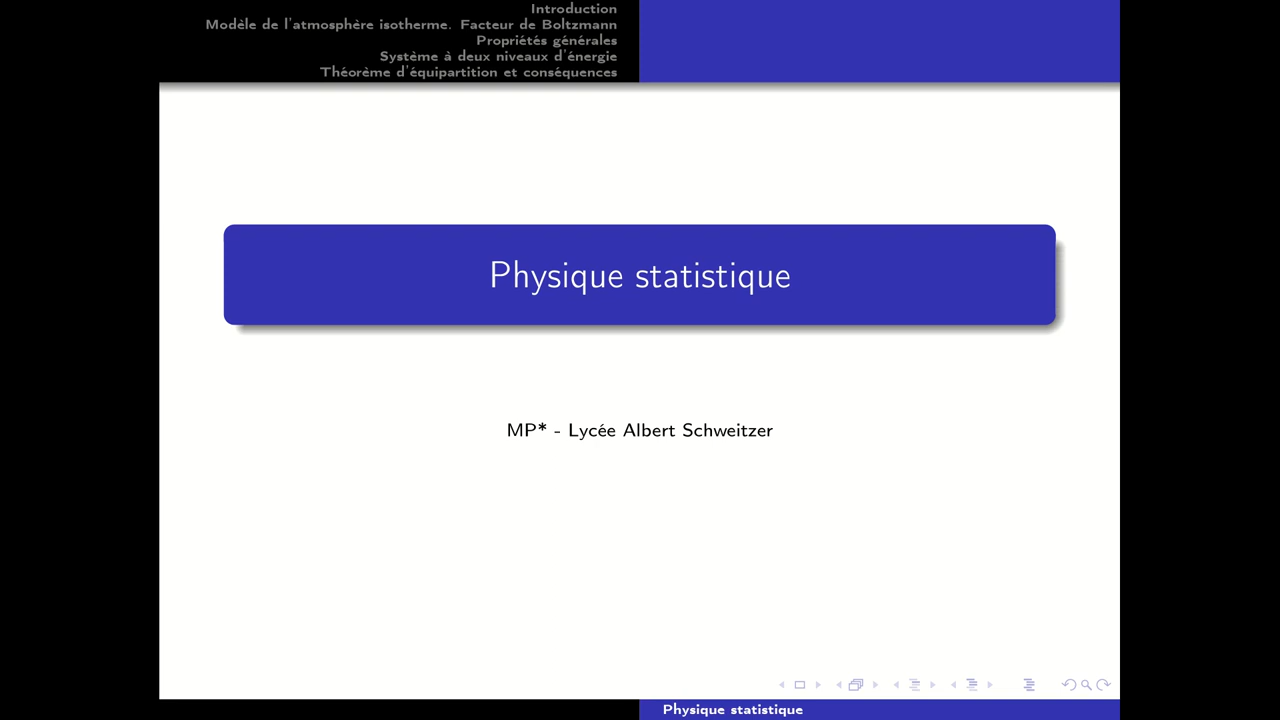 Introduction
Modèle de l'atmosphère isotherme. Facteur de Boltzmann
Propriétés générales
Système à deux niveaux d'énergie
Théorème d'équipartition et conséquences
Physique statistique
MP* - Lycée Albert Schweitzer
Physique statistique